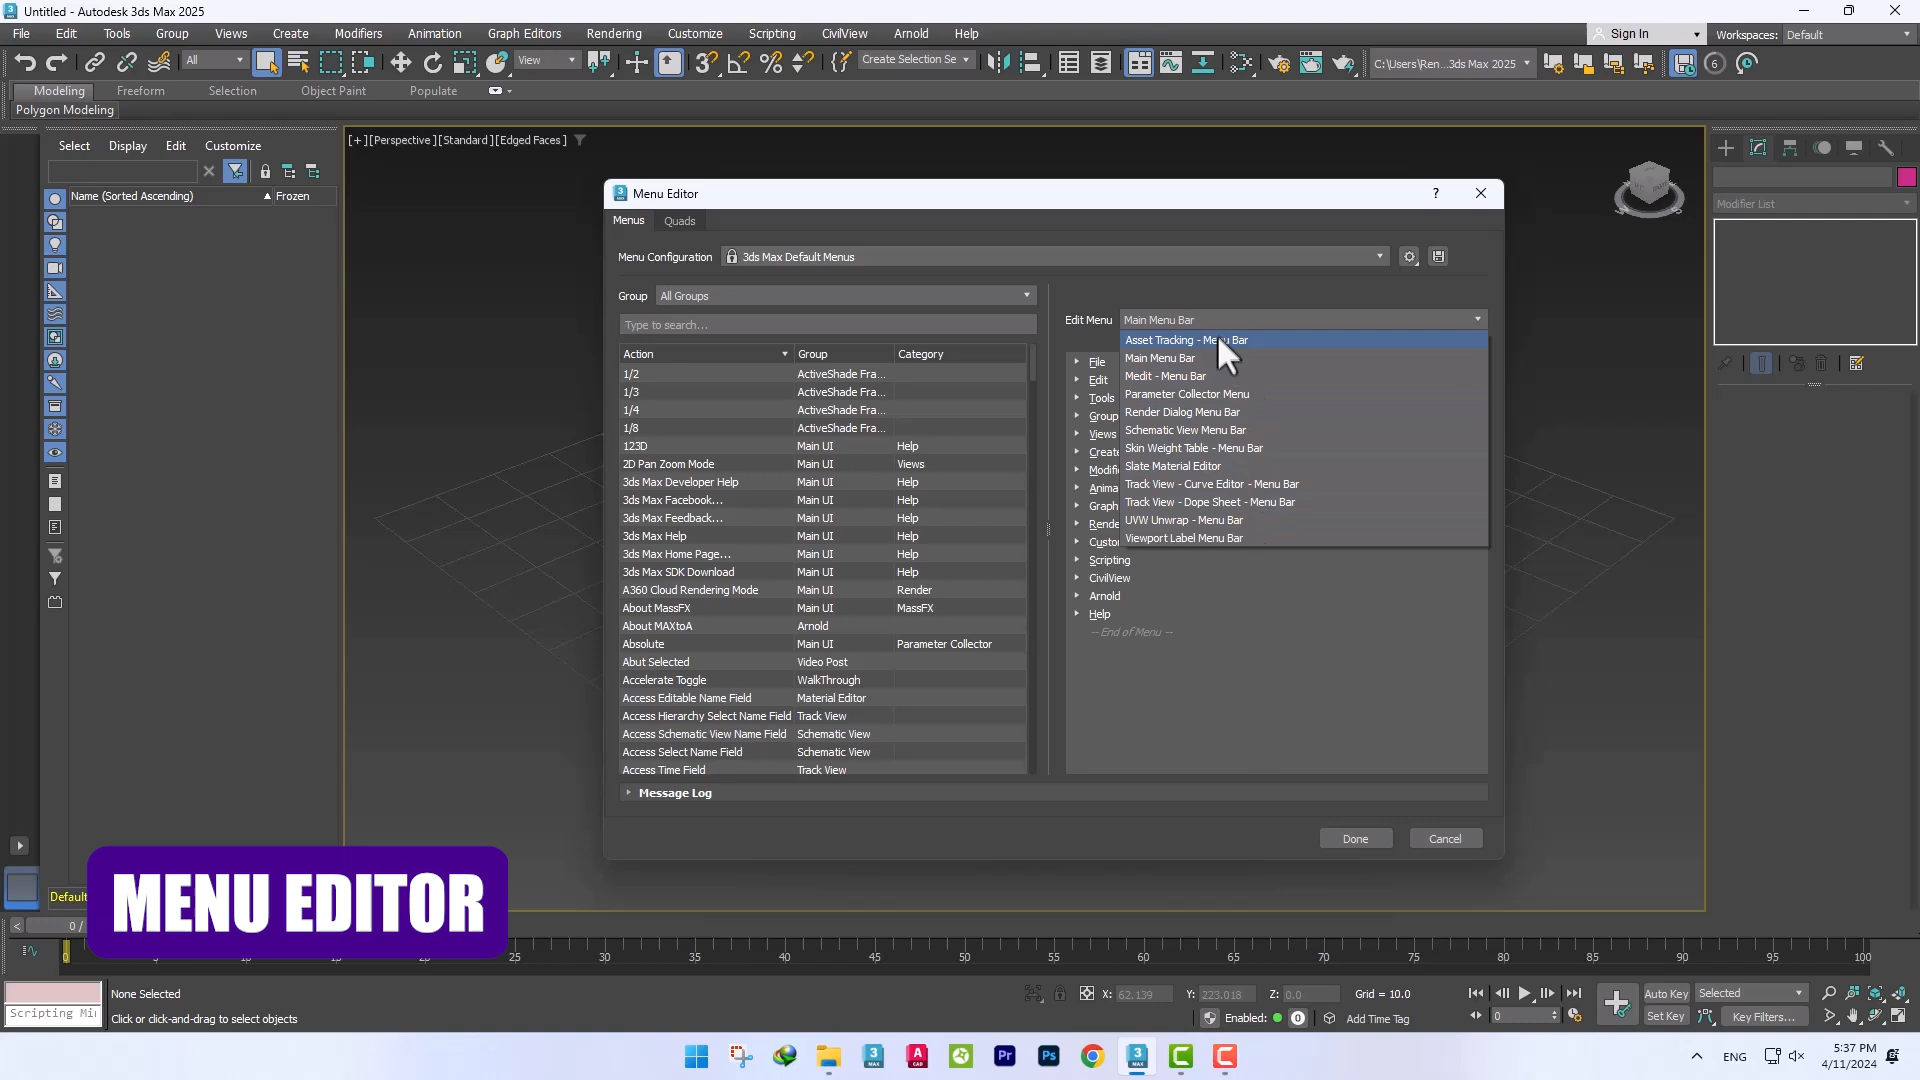 Untitled - Autodesk 3ds Max 2025
File Edit Tools Group Views Create Modifiers Animation Graph Editors Rendering Customize Scripting CivilView Arnold Help
Sign In
Workspaces: Default
All
View
Create Selection Se
C:\Users\Ren...3ds Max 2025
Modeling Freeform Selection Object Paint Populate
Polygon Modeling
Select Display Edit Customize
Name (Sorted Ascending) Frozen
[+][Perspective][Standard][Edged Faces]
Modifier List
Menu Editor
Menus Quads
Menu Configuration 3ds Max Default Menus
Group All Groups
Type to search...
Action Group Category
1/2 ActiveShade Fra...
1/3 ActiveShade Fra...
1/4 ActiveShade Fra...
1/8 ActiveShade Fra...
123D Main UI Help
2D Pan Zoom Mode Main UI Views
3ds Max Developer Help Main UI Help
3ds Max Facebook... Main UI Help
3ds Max Feedback... Main UI Help
3ds Max Help Main UI Help
3ds Max Home Page... Main UI Help
3ds Max SDK Download Main UI Help
A360 Cloud Rendering Mode Main UI Render
About MassFX Main UI MassFX
About MAXtoA Arnold
Absolute Main UI Parameter Collector
Abut Selected Video Post
Accelerate Toggle WalkThrough
Access Editable Name Field Material Editor
Access Hierarchy Select Name Field Track View
Access Schematic View Name Field Schematic View
Access Select Name Field Schematic View
Access Time Field Track View
Edit Menu Main Menu Bar
Asset Tracking - Menu Bar
Main Menu Bar
Medit - Menu Bar
Parameter Collector Menu
Render Dialog Menu Bar
Schematic View Menu Bar
Skin Weight Table - Menu Bar
Slate Material Editor
Track View - Curve Editor - Menu Bar
Track View - Dope Sheet - Menu Bar
UVW Unwrap - Menu Bar
Viewport Label Menu Bar
File
Edit
Tools
Group
Views
Create
Modifi
Anima
Graph
Rende
Custo
Scripting
CivilView
Arnold
Help
-- End of Menu --
Message Log
Done Cancel
Default
MENU EDITOR
0 /
25 30 35 40 45 50 55 60 65 70 75 80 85 90 95 100
None Selected
Scripting Mi
Click or click-and-drag to select objects
X: 62.139 Y: 223.018 Z: 0.0 Grid = 10.0
Enabled: 0 Add Time Tag
0
Auto Key Selected
Set Key Key Filters...
ENG
5:37 PM
4/11/2024